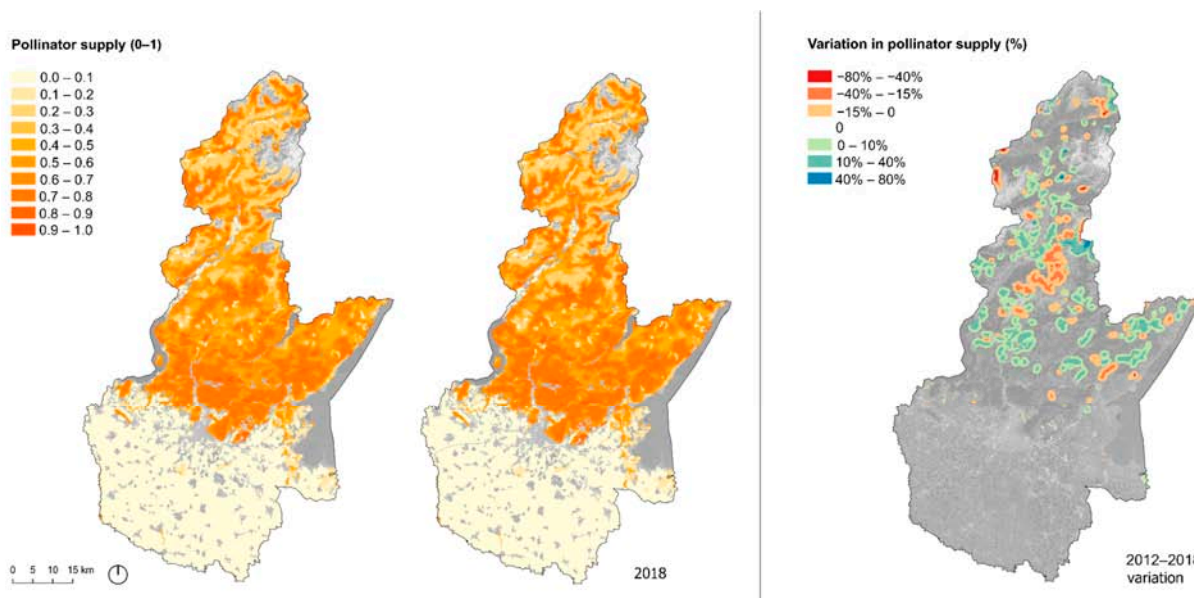 Pollinator supply (0–1)
0.0 – 0.1
0.1 – 0.2
0.2 – 0.3
0.3 – 0.4
0.4 – 0.5
0.5 – 0.6
0.6 – 0.7
0.7 – 0.8
0.8 – 0.9
0.9 – 1.0
0 5 10 15 km
2018
Variation in pollinator supply (%)
−80% – −40%
−40% – −15%
−15% – 0
0
0 – 10%
10% – 40%
40% – 80%
2012–2018
variation